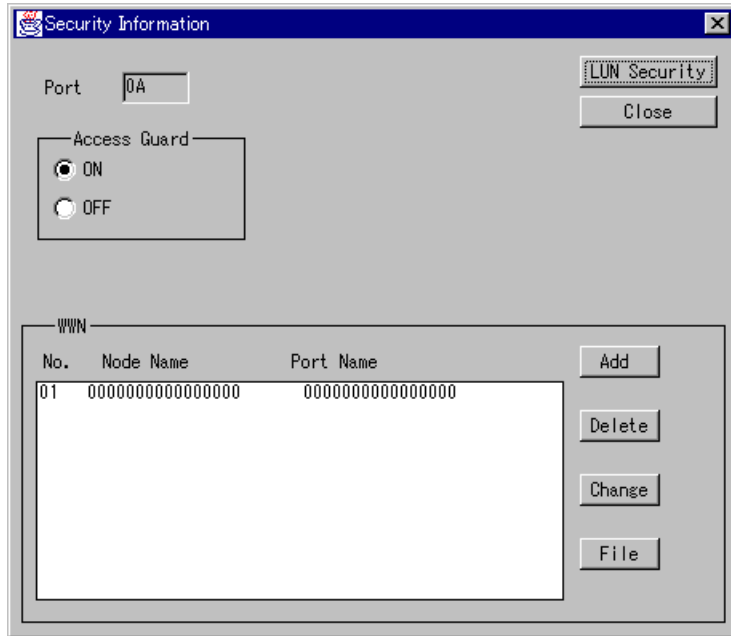 Security Information
Port 0A
LUN Security
Close
Access Guard
ON
OFF
WWN
No. Node Name Port Name
01 0000000000000000 0000000000000000
Add
Delete
Change
File